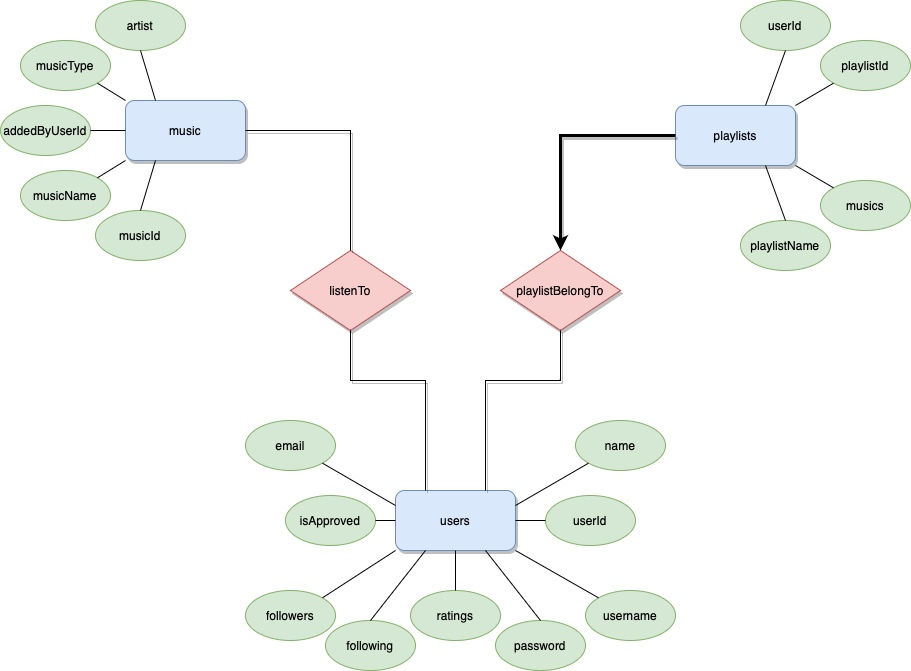 artist
userId
musicType
playlistId
addedByUserId
music
playlists
musicName
musics
musicId
playlistName
listenTo
playlistBelongTo
email
name
isApproved
users
userId
followers
ratings
username
following
password